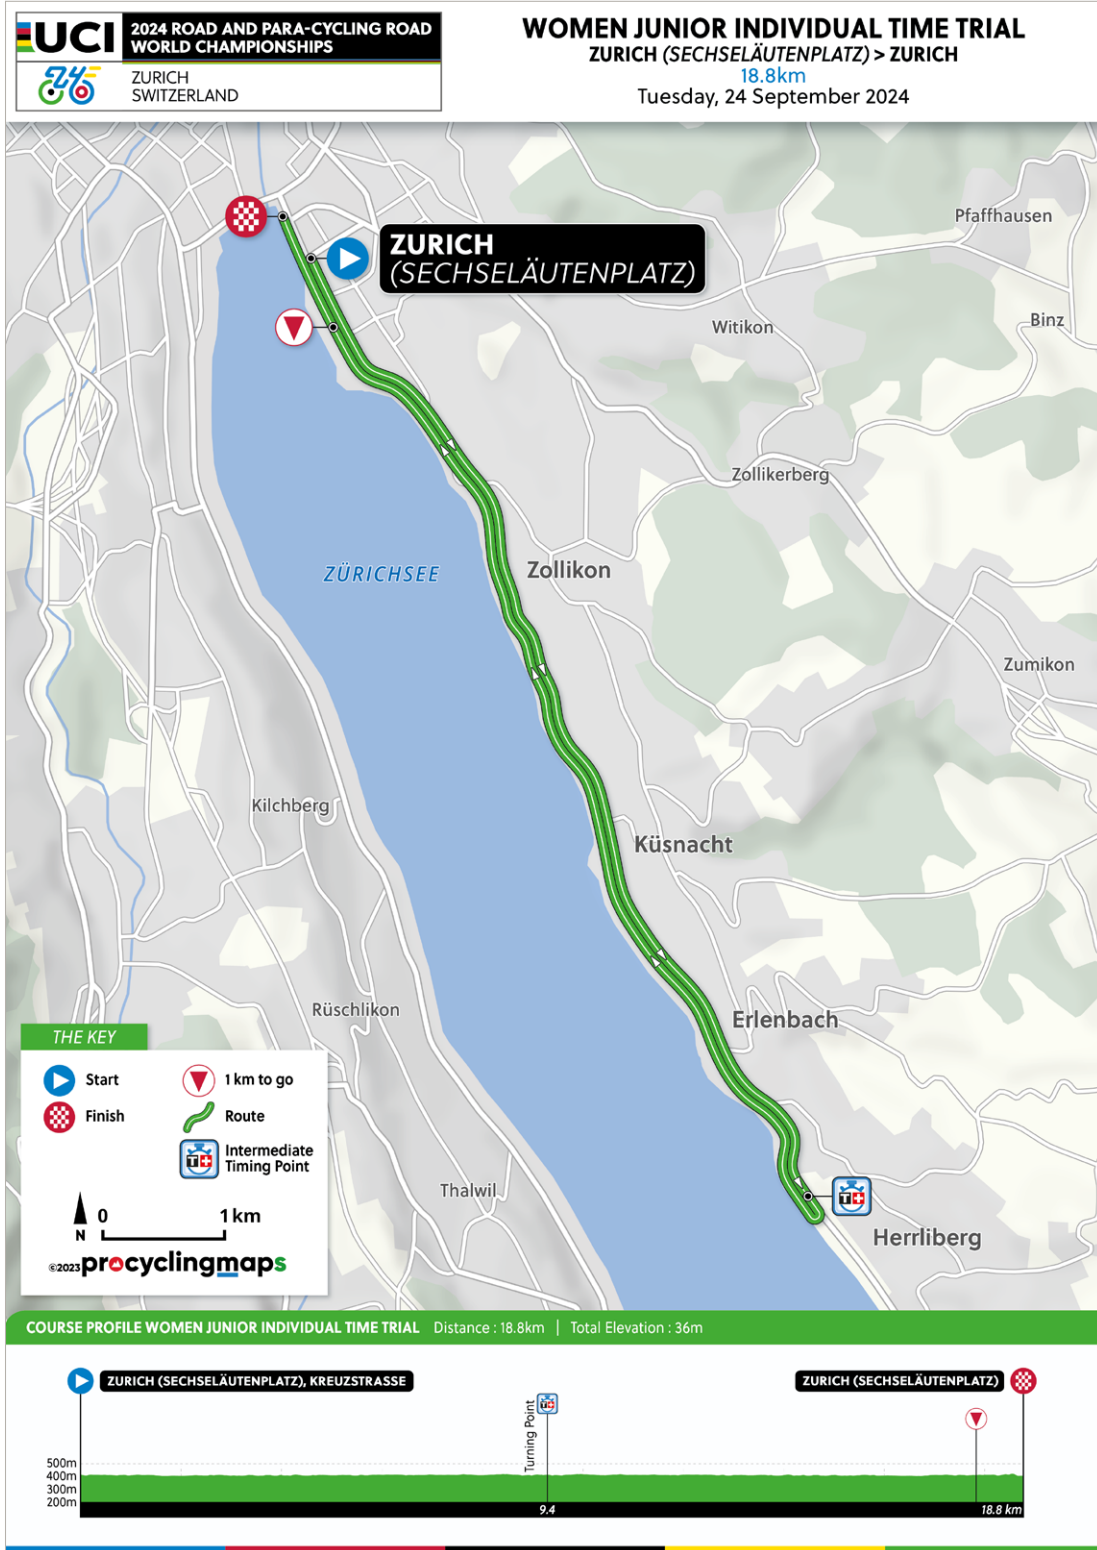 UCI
2024 ROAD AND PARA-CYCLING ROAD
WORLD CHAMPIONSHIPS
ZURICH
SWITZERLAND
WOMEN JUNIOR INDIVIDUAL TIME TRIAL
ZURICH (SECHSELÄUTENPLATZ) > ZURICH
18.8km
Tuesday, 24 September 2024
Pfaffhausen
ZURICH
(SECHSELÄUTENPLATZ)
Witikon
Binz
Zollikerberg
ZÜRICHSEE
Zollikon
Zumikon
Kilchberg
Küsnacht
Rüschlikon
Erlenbach
Thalwil
Herrliberg
THE KEY
Start
1 km to go
Finish
Route
Intermediate
Timing Point
0 1 km
N
©2023 procyclingmaps
COURSE PROFILE WOMEN JUNIOR INDIVIDUAL TIME TRIAL Distance : 18.8km | Total Elevation : 36m
ZURICH (SECHSELÄUTENPLATZ), KREUZSTRASSE
ZURICH (SECHSELÄUTENPLATZ)
Turning Point
500m
400m
300m
200m
9.4
18.8 km